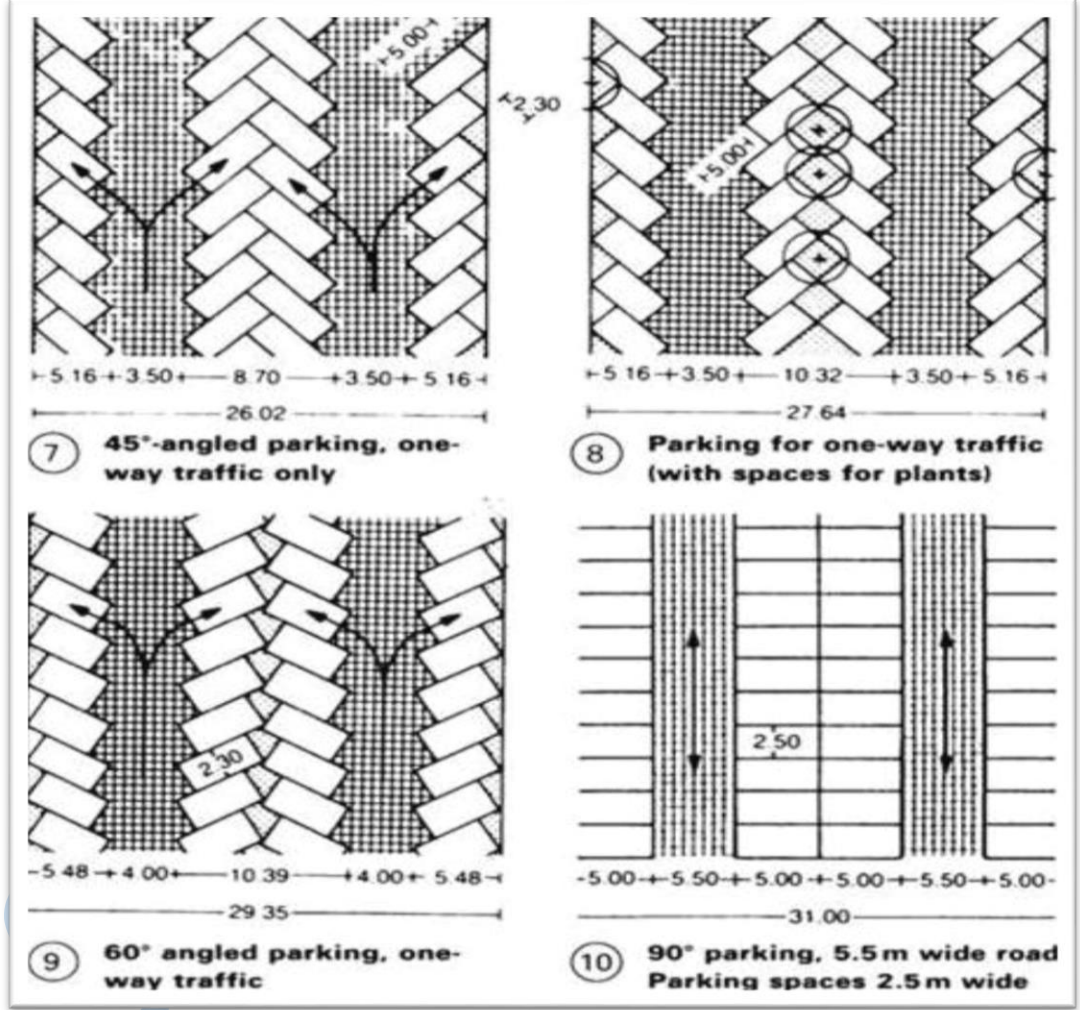 5.00
2.30
5.00
5.16 3.50 8.70 3.50 5.16
26.02
5.16 3.50 10.32 3.50 5.16
27.64
7 45°-angled parking, one-
way traffic only
8 Parking for one-way traffic
(with spaces for plants)
2.30
2.50
5.48 4.00 10.39 4.00 5.48
29.35
5.00 5.50 5.00 5.00 5.50 5.00
31.00
9 60° angled parking, one-
way traffic
10 90° parking, 5.5m wide road
Parking spaces 2.5m wide